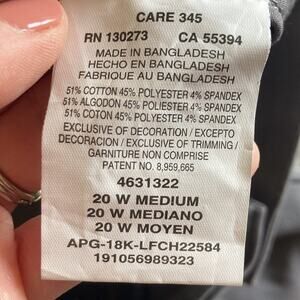 CARE 345
RN 130273 CA 55394
MADE IN BANGLADESH
HECHO EN BANGLADESH
FABRIQUE AU BANGLADESH
51% COTTON 45% POLYESTER 4% SPANDEX
51% ALGODON 45% POLYESTER 4% SPANDEX
51% COTON 45% POLYESTER 4% SPANDEX
EXCLUSIVE OF DECORATION / EXCEPTO
DECORACION / EXCLUSIVE OF TRIMMING /
GARNITURE NON COMPRISE
PATENT NO. 8,959,665
4631322
20 W MEDIUM
20 W MEDIANO
20 W MOYEN
APG-18K-LFCH22584
191056989323